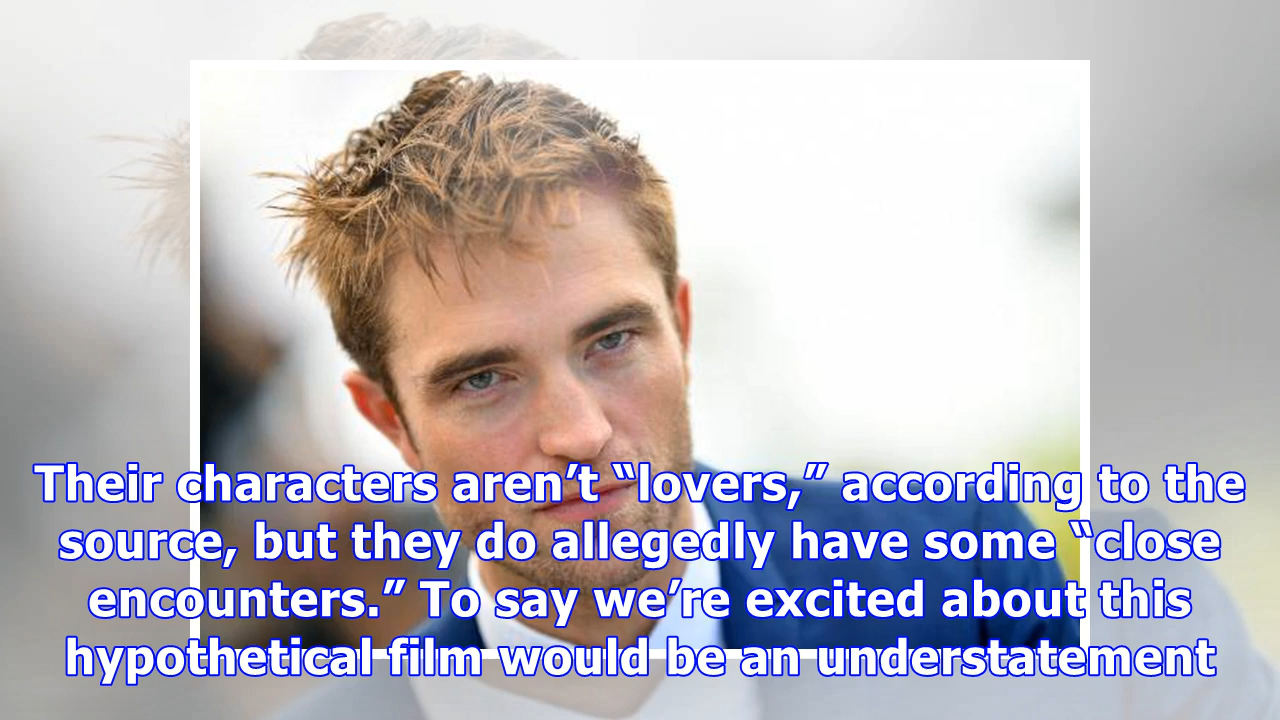 Their characters aren’t “lovers,” according to the
source, but they do allegedly have some “close
encounters.” To say we’re excited about this
hypothetical film would be an understatement